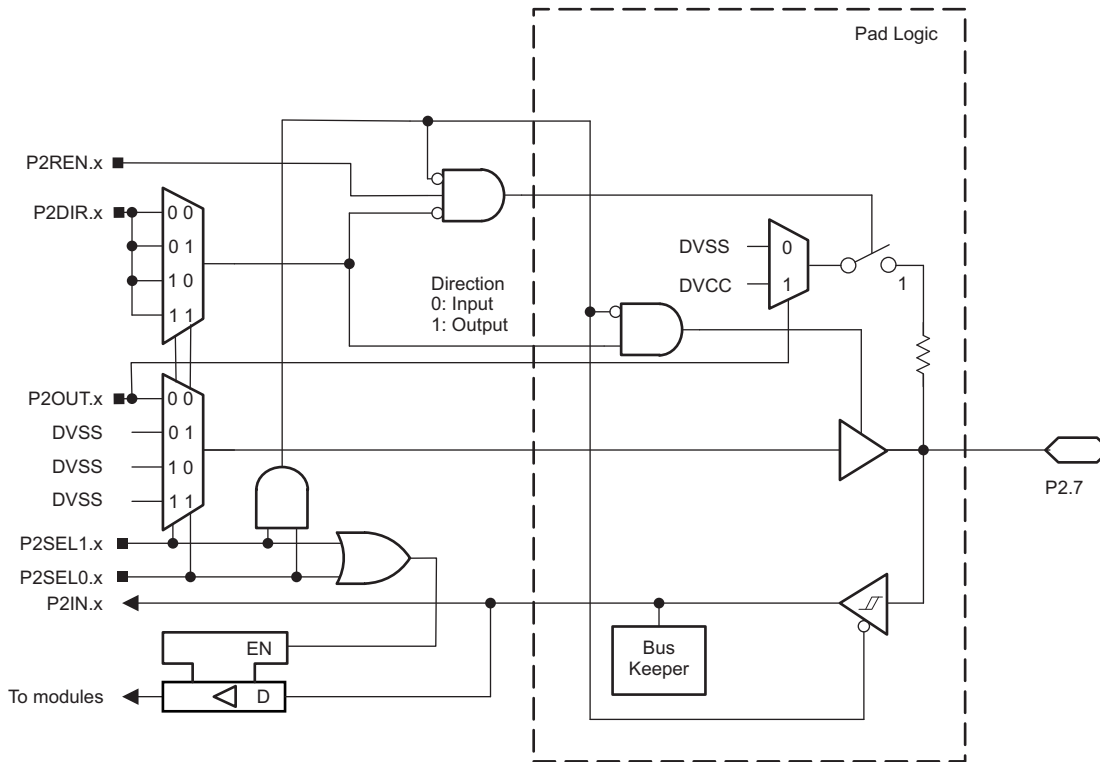 Pad Logic
P2REN.x
P2DIR.x
0 0
0 1
1 0
1 1
Direction
0: Input
1: Output
DVSS
0
DVCC
1
1
P2OUT.x
0 0
DVSS
0 1
DVSS
1 0
DVSS
1 1
P2.7
P2SEL1.x
P2SEL0.x
P2IN.x
EN
Bus
Keeper
To modules
D